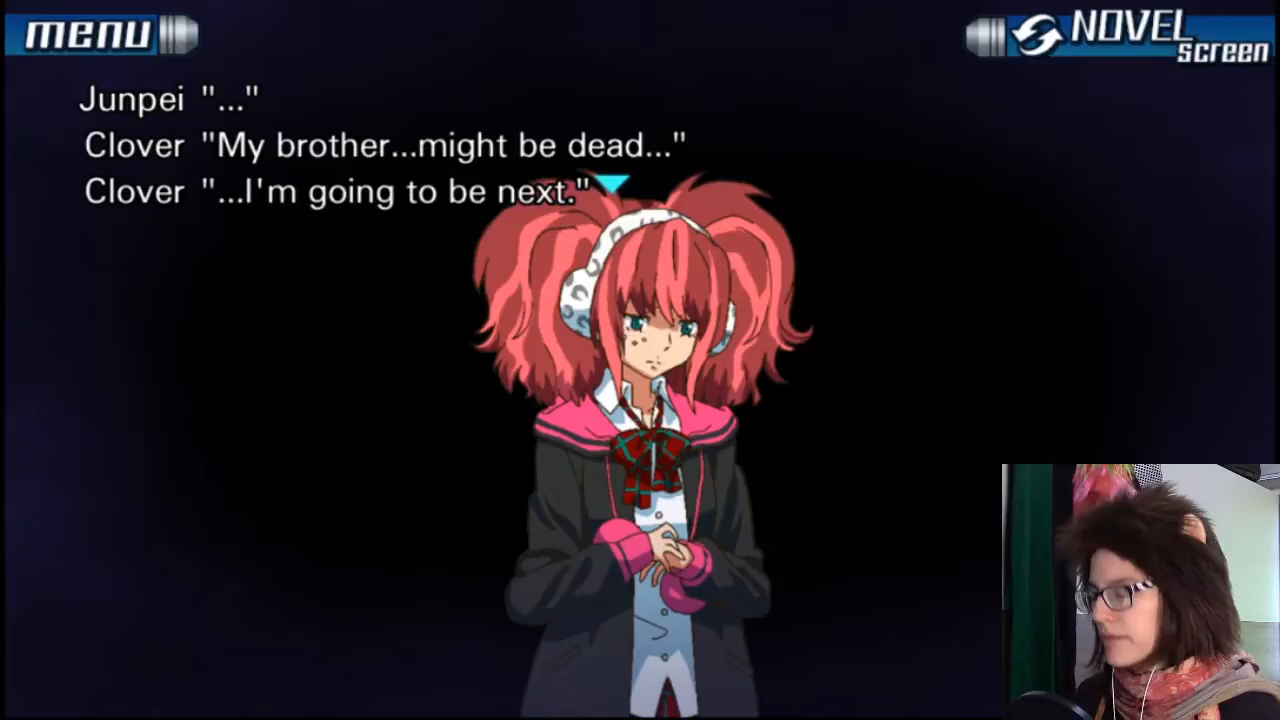 menu
NOVEL
screen
Junpei "..."
Clover "My brother...might be dead..."
Clover "...I'm going to be next."